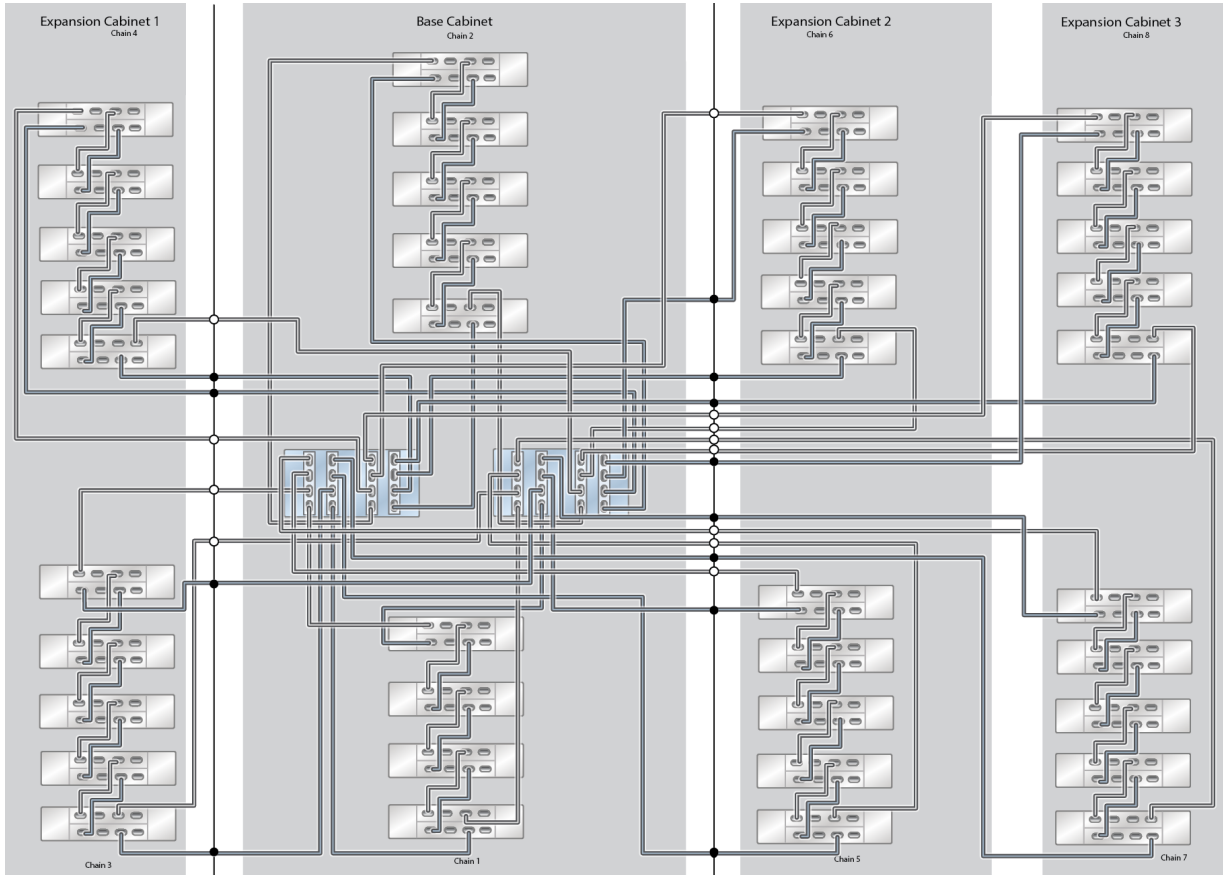 Expansion Cabinet 1
Chain 4
Base Cabinet
Chain 2
Expansion Cabinet 2
Chain 6
Expansion Cabinet 3
Chain 8
Chain 3
Chain 1
Chain 5
Chain 7